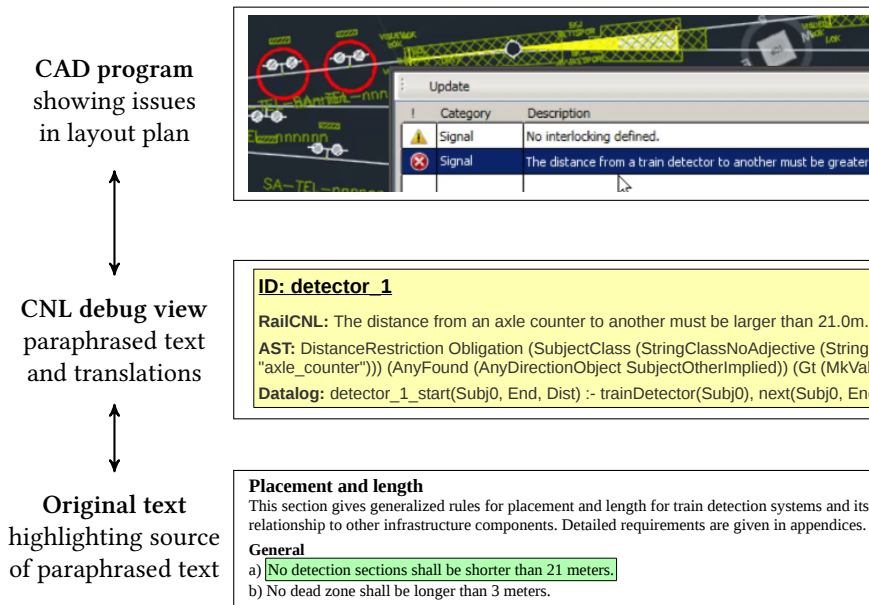 CAD program
showing issues
in layout plan
Update
! Category Description
Signal No interlocking defined.
Signal The distance from a train detector to another must be greater
SA-TEL-nnnnn
CNL debug view
paraphrased text
and translations
ID: detector_1
RailCNL: The distance from an axle counter to another must be larger than 21.0m.
AST: DistanceRestriction Obligation (SubjectClass (StringClassNoAdjective (String
"axle_counter"))) (AnyFound (AnyDirectionObject SubjectOtherImplied)) (Gt (MkVal
Datalog: detector_1_start(Subj0, End, Dist) :- trainDetector(Subj0), next(Subj0, En
Original text
highlighting source
of paraphrased text
Placement and length
This section gives generalized rules for placement and length for train detection systems and its
relationship to other infrastructure components. Detailed requirements are given in appendices.
General
a) No detection sections shall be shorter than 21 meters.
b) No dead zone shall be longer than 3 meters.